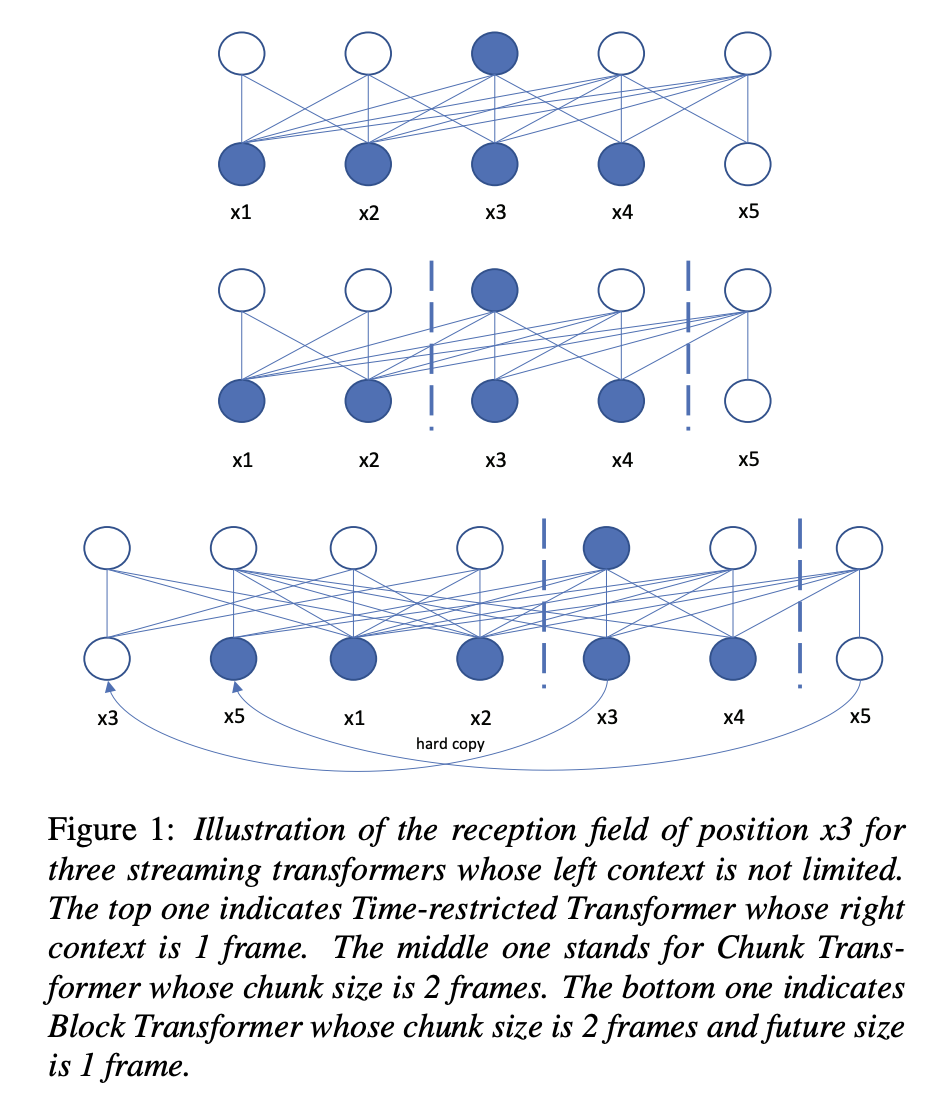 x1 x2 x3 x4 x5
x1 x2 x3 x4 x5
x3 x5 x1 x2 x3 x4 x5
hard copy
Figure 1: Illustration of the reception field of position x3 for
three streaming transformers whose left context is not limited.
The top one indicates Time-restricted Transformer whose right
context is 1 frame. The middle one stands for Chunk Trans-
former whose chunk size is 2 frames. The bottom one indicates
Block Transformer whose chunk size is 2 frames and future size
is 1 frame.